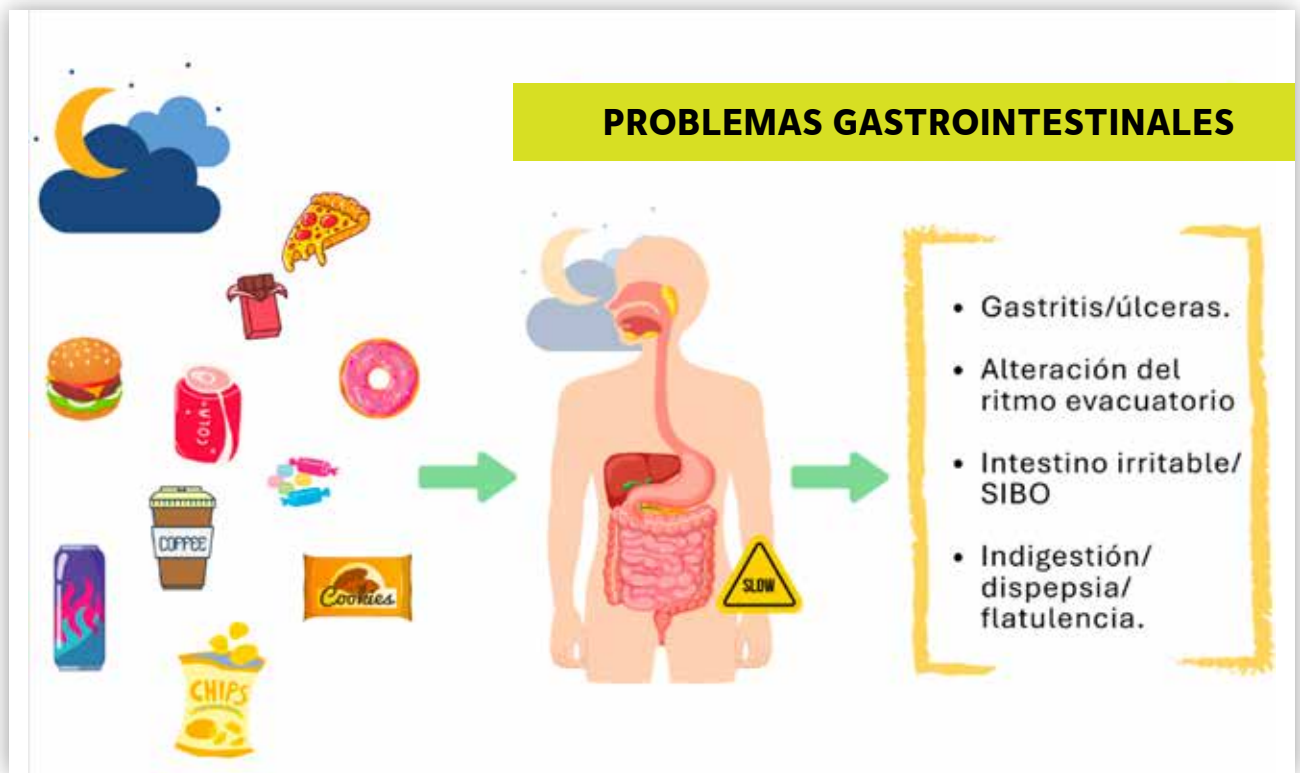 PROBLEMAS GASTROINTESTINALES
COLA
COFFEE
Cookies
CHIPS
SLOW
• Gastritis/úlceras.
• Alteración del
ritmo evacuatorio
• Intestino irritable/
SIBO
• Indigestión/
dispepsia/
flatulencia.